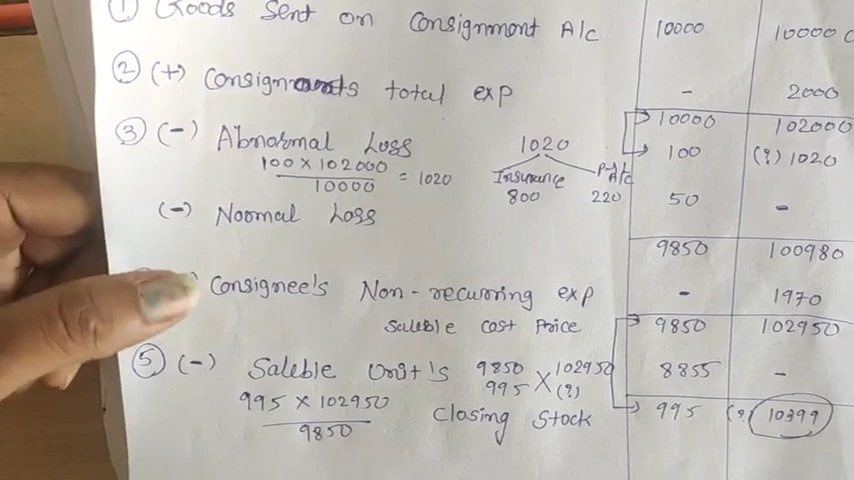 ① Goods Sent on Consignment A/c 10000 10000
② (+) Consignments total exp - 2000
10000 102000
③ (-) Abnormal Loss 1020 100 (?) 1020
100 × 102000 / 10000 = 1020 Insurance 800 P&L A/c 220
(-) Normal Loss 50 -
9850 100980
Consignee's Non-recurring exp - 1970
Saleble cost Price 9850 102950
⑤ (-) Saleble Unit's 9850 × 102950 8855 -
995 (?)
995 × 102950 / 9850 Closing Stock 995 (?) 10399